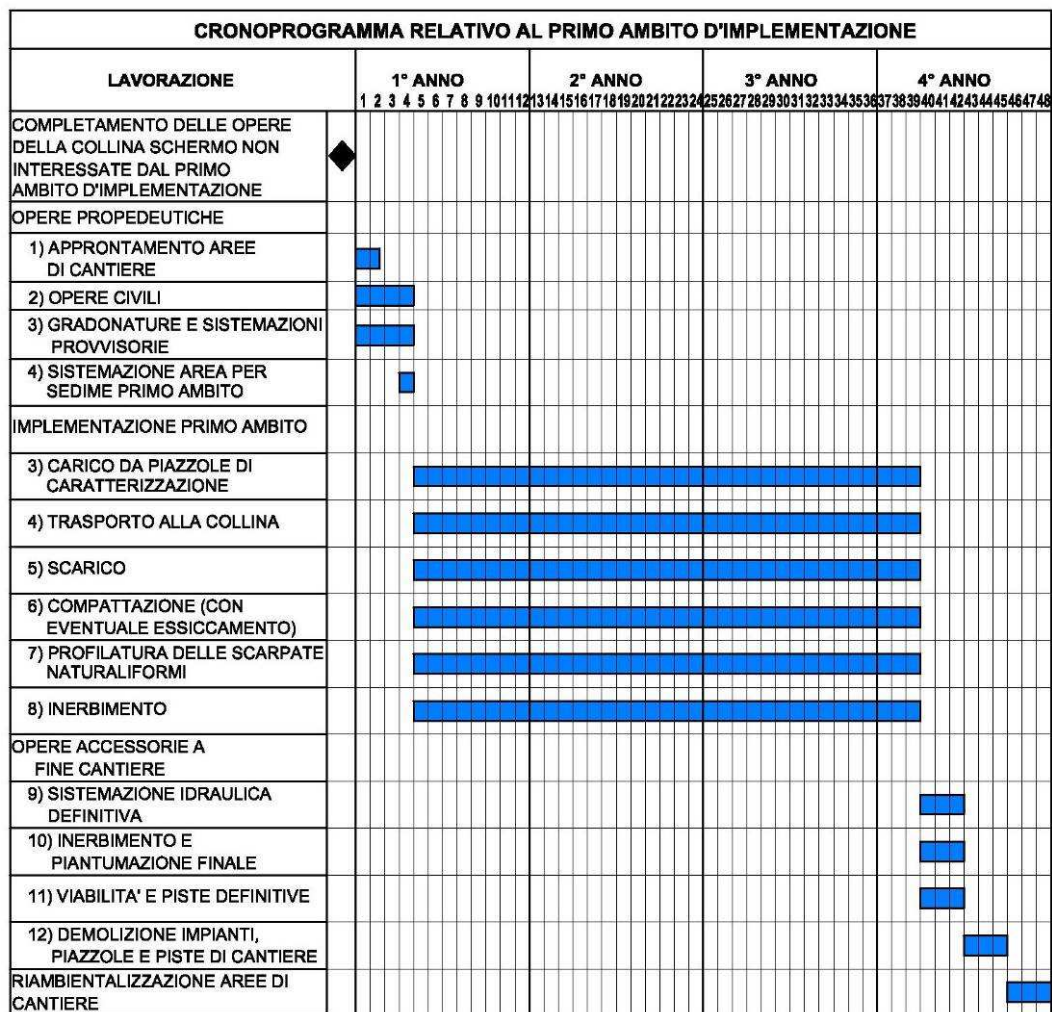 CRONOPROGRAMMA RELATIVO AL PRIMO AMBITO D'IMPLEMENTAZIONE
LAVORAZIONE
1° ANNO
2° ANNO
3° ANNO
4° ANNO
1 2 3 4 5 6 7 8 9 10 11 12 13 14 15 16 17 18 19 20 21 22 23 24 25 26 27 28 29 30 31 32 33 34 35 36 37 38 39 40 41 42 43 44 45 46 47 48
COMPLETAMENTO DELLE OPERE
DELLA COLLINA SCHERMO NON
INTERESSATE DAL PRIMO
AMBITO D'IMPLEMENTAZIONE
OPERE PROPEDEUTICHE
1) APPRONTAMENTO AREE
DI CANTIERE
2) OPERE CIVILI
3) GRADONATURE E SISTEMAZIONI
PROVVISORIE
4) SISTEMAZIONE AREA PER
SEDIME PRIMO AMBITO
IMPLEMENTAZIONE PRIMO AMBITO
3) CARICO DA PIAZZOLE DI
CARATTERIZZAZIONE
4) TRASPORTO ALLA COLLINA
5) SCARICO
6) COMPATTAZIONE (CON
EVENTUALE ESSICCAMENTO)
7) PROFILATURA DELLE SCARPATE
NATURALIFORMI
8) INERBIMENTO
OPERE ACCESSORIE A
FINE CANTIERE
9) SISTEMAZIONE IDRAULICA
DEFINITIVA
10) INERBIMENTO E
PIANTUMAZIONE FINALE
11) VIABILITA' E PISTE DEFINITIVE
12) DEMOLIZIONE IMPIANTI,
PIAZZOLE E PISTE DI CANTIERE
RIAMBIENTALIZZAZIONE AREE DI
CANTIERE